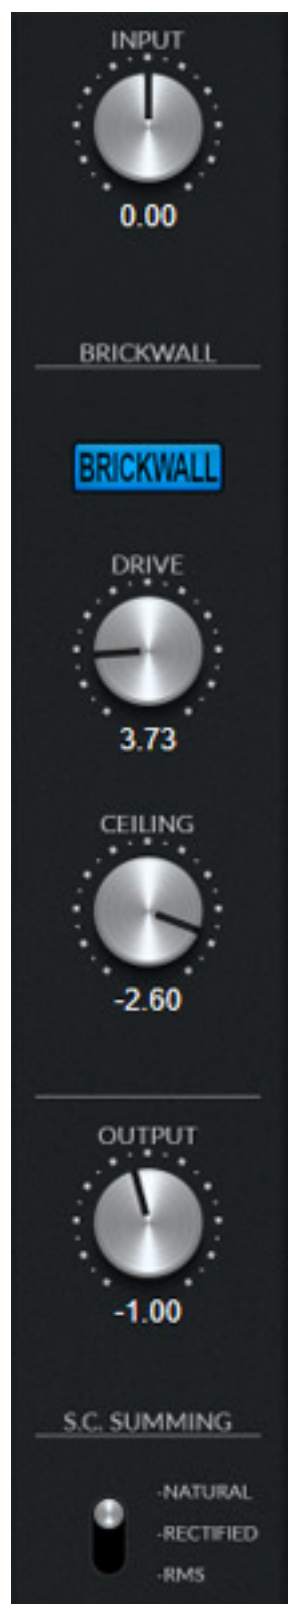 INPUT
0.00
BRICKWALL
BRICKWALL
DRIVE
3.73
CEILING
-2.60
OUTPUT
-1.00
S.C. SUMMING
-NATURAL
-RECTIFIED
-RMS